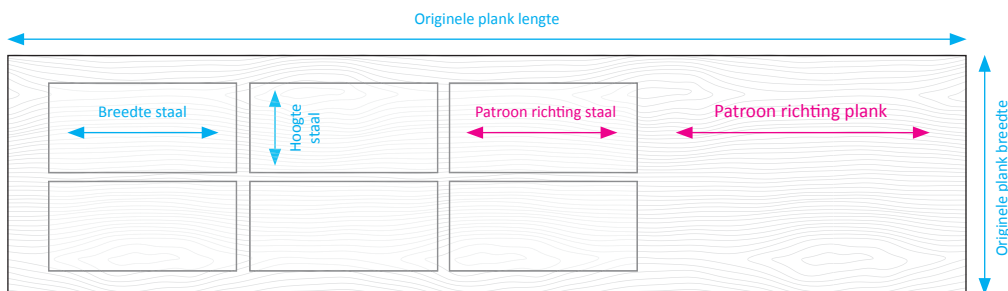 Originele plank lengte
Breedte staal
Hoogte
staal
Patroon richting staal
Patroon richting plank
Originele plank breedte